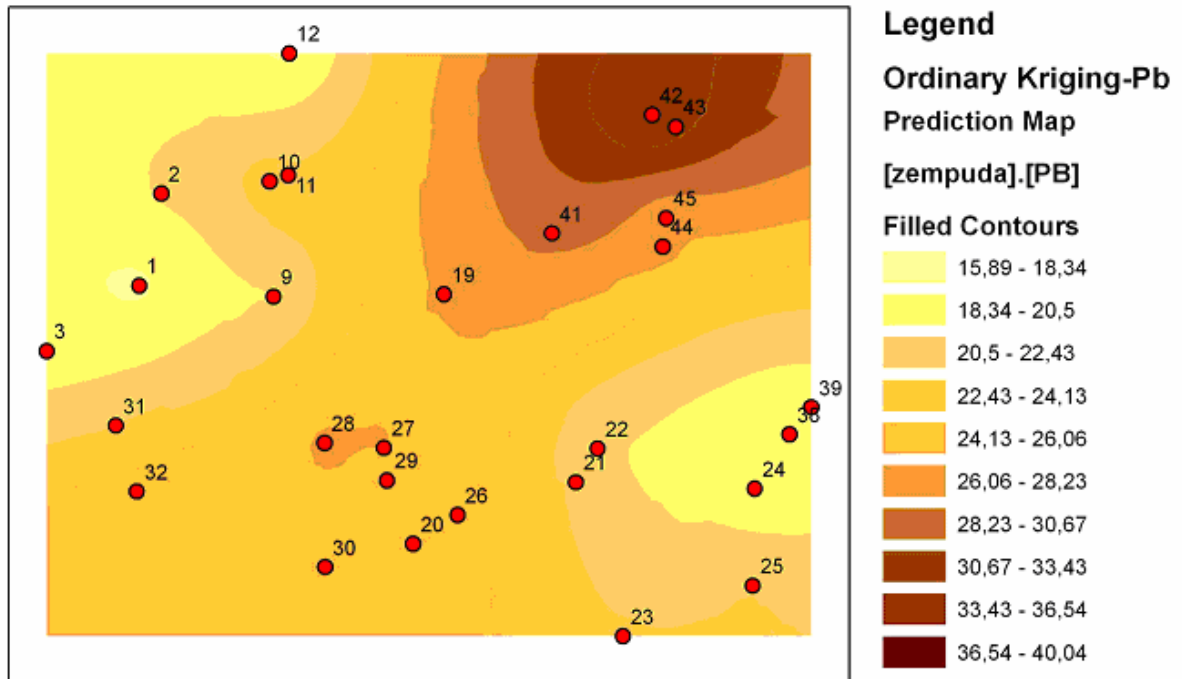 12
42
43
10
2
11
45
41
44
1
19
9
3
39
31
38
28
27
22
29
21
24
32
26
20
30
25
23
Legend
Ordinary Kriging-Pb
Prediction Map
[zempuda].[PB]
Filled Contours
15,89 - 18,34
18,34 - 20,5
20,5 - 22,43
22,43 - 24,13
24,13 - 26,06
26,06 - 28,23
28,23 - 30,67
30,67 - 33,43
33,43 - 36,54
36,54 - 40,04